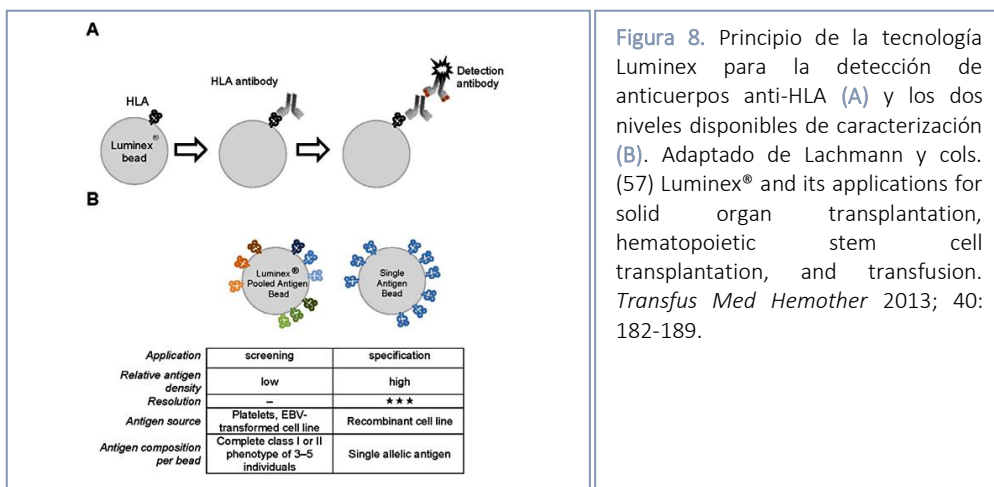 A
HLA
Luminex®
bead
HLA antibody
Detection
antibody
B
Luminex®
Pooled Antigen
Bead
Single
Antigen
Bead
Application screening specification
Relative antigen
density low high
Resolution – ★★★
Antigen source Platelets, EBV-
transformed cell line Recombinant cell line
Antigen composition
per bead Complete class I or II
phenotype of 3–5
individuals Single allelic antigen
Figura 8. Principio de la tecnología
Luminex para la detección de
anticuerpos anti-HLA (A) y los dos
niveles disponibles de caracterización
(B). Adaptado de Lachmann y cols.
(57) Luminex® and its applications for
solid organ transplantation,
hematopoietic stem cell
transplantation, and transfusion.
Transfus Med Hemother 2013; 40:
182-189.